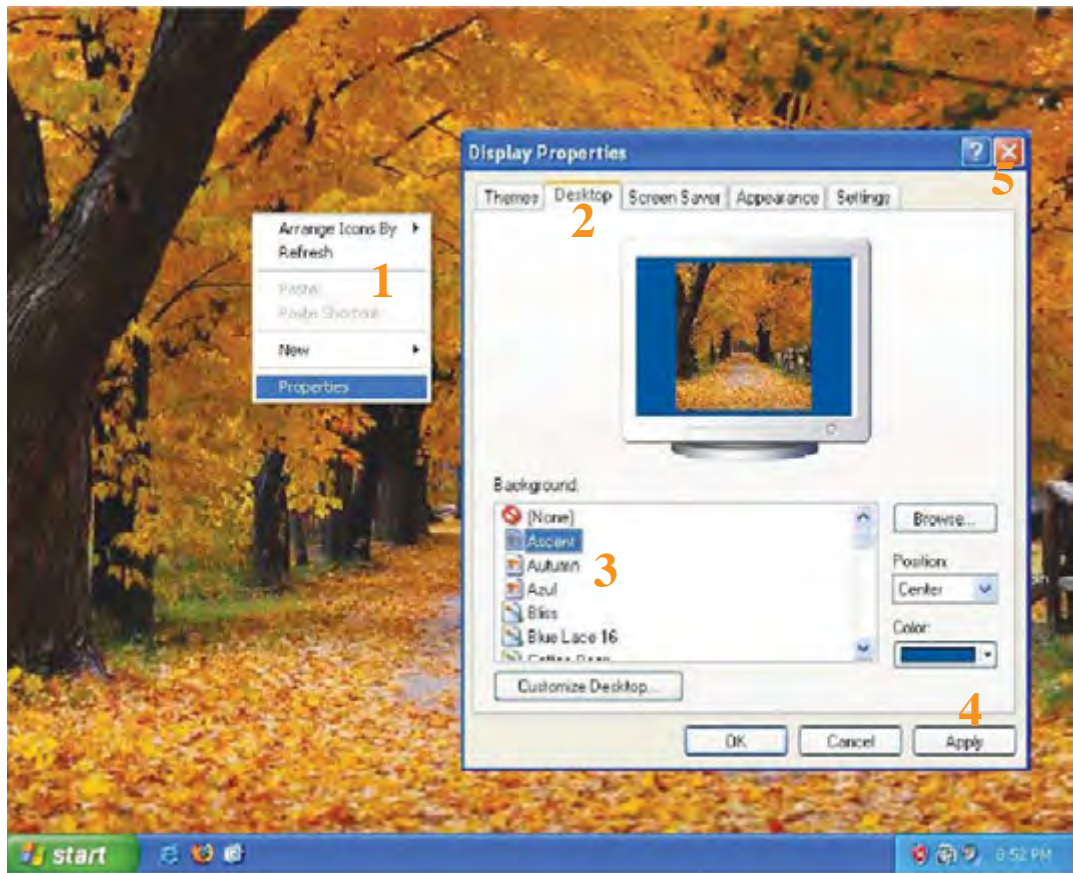 Display Properties
5
Themes Desktop Screen Saver Appearance Settings
2
Arrange Icons By
Refresh
1
Paste
Paste Shortcut
New
Properties
Background:
(None)
Ascent
Autumn
Azul
Bliss
Blue Lace 16
3
Browse...
Position:
Center
Color:
Customize Desktop...
4
OK Cancel Apply
start
8:52 PM